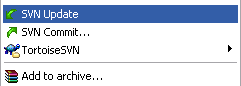 SVN Update
SVN Commit...
TortoiseSVN
Add to archive...